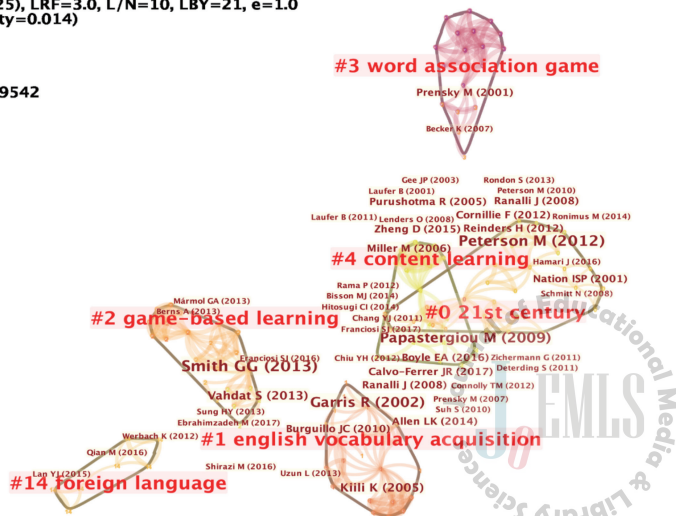 25), LRF=3.0, L/N=10, LBY=21, e=1.0
ty=0.014)
9542
#3 word association game
Prensky M (2001)
Becker K (2007)
Gee JP (2003) Rondon S (2013)
Laufer B (2001) Peterson M (2010)
Purushotma R (2005) Ranalli J (2008)
Laufer B (2011) Lenders O (2008) Cornillie F (2012) Ronimus M (2014)
Zheng D (2015) Reinders H (2012)
Peterson M (2012)
Miller M (2006)
#4 content learning Hamari J (2016)
Nation ISP (2001)
Rama P (2012)
Bisson MJ (2014) Schmitt N (2008)
Mármol GA (2013) Hitosugi CI (2014)
Berns A (2013)
#2 game-based learning Chang YJ (2011) #0 21st century
Franciosi SJ (2017)
Papastergiou M (2009)
Franciosi SJ (2016) Chiu YH (2012) Boyle EA (2016) Zichermann G (2011)
Smith GG (2013) Calvo-Ferrer JR (2017) Deterding S (2011)
Ranalli J (2008) Connolly TM (2012)
Vahdat S (2013) Garris R (2002) Prensky M (2007)
Sung HY (2013) Suh S (2010)
Ebrahimzadeh M (2017) Burguillo JC (2010) Allen LK (2014)
Werbach K (2012) #1 english vocabulary acquisition
Qian M (2016)
Shirazi M (2016) Uzun L (2013)
Lan YJ (2015)
#14 foreign language Kiili K (2005)
JEMLS
of Educational Media & Library Science